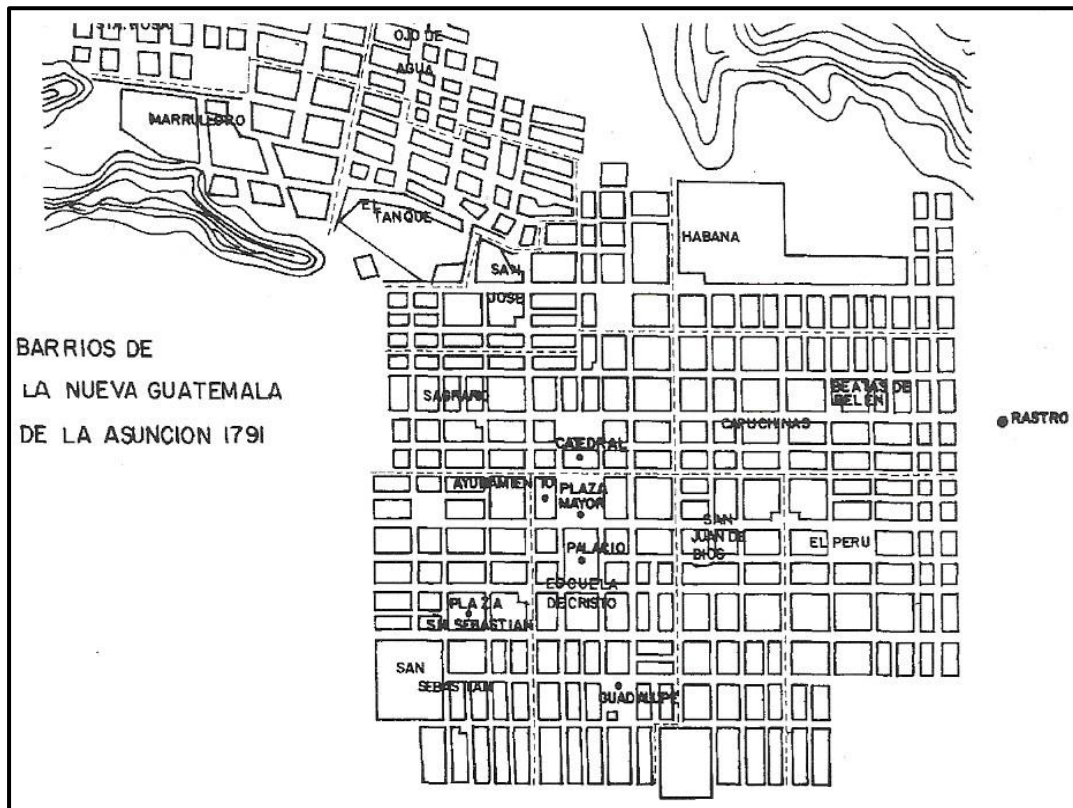 STA. ROSA
OJO DE
AGUA
MARRULLERO
EL
TANQUE
HABANA
SAN
JOSE
BARRIOS DE
LA NUEVA GUATEMALA
DE LA ASUNCION 1791
SAGRARIO
BEATAS DE
BELEN
CAPUCHINAS
RASTRO
CATEDRAL
AYUNTAMIENTO
PLAZA
MAYOR
SAN
JUAN DE
DIOS
EL PERU
PALACIO
ESCUELA
DE CRISTO
PLAZA
SN. SEBASTIAN
SAN
SEBASTIAN
GUADALUPE